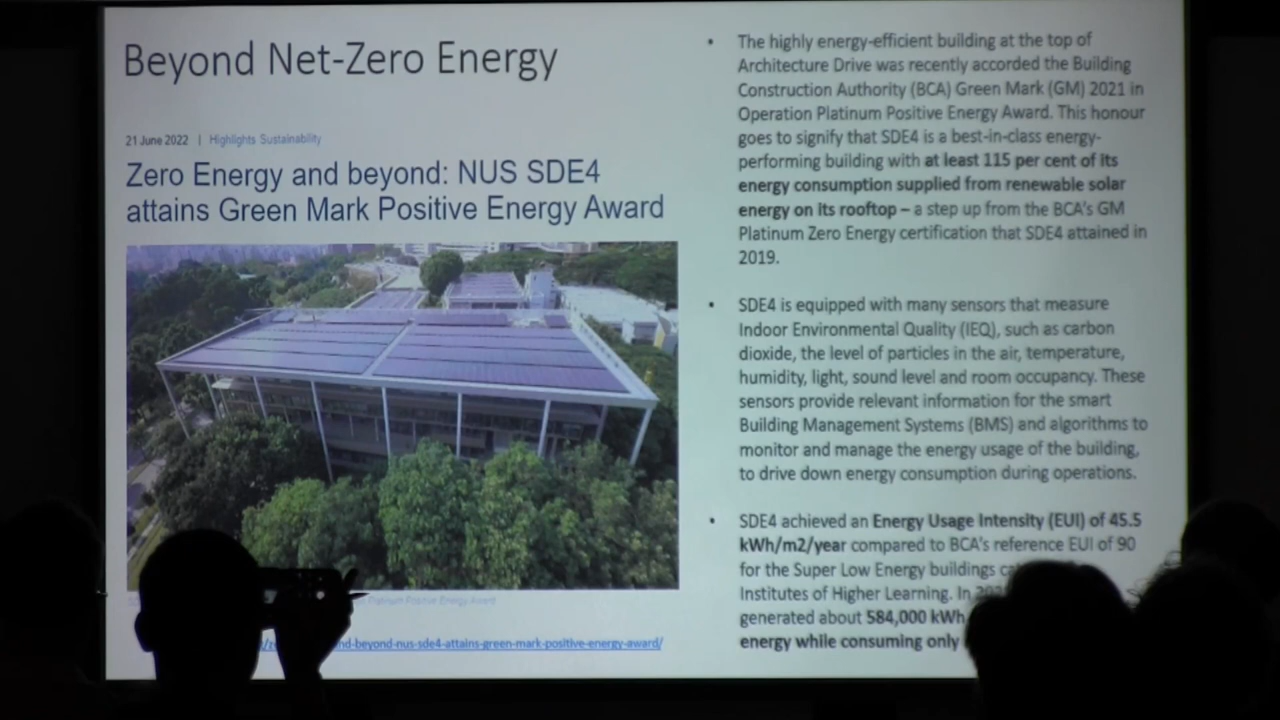 Beyond Net-Zero Energy
21 June 2022 | Highlights Sustainability
Zero Energy and beyond: NUS SDE4
attains Green Mark Positive Energy Award
Platinum Positive Energy Award
nd-beyond-nus-sde4-attains-green-mark-positive-energy-award/
• The highly energy-efficient building at the top of
Architecture Drive was recently accorded the Building
Construction Authority (BCA) Green Mark (GM) 2021 in
Operation Platinum Positive Energy Award. This honour
goes to signify that SDE4 is a best-in-class energy-
performing building with at least 115 per cent of its
energy consumption supplied from renewable solar
energy on its rooftop – a step up from the BCA's GM
Platinum Zero Energy certification that SDE4 attained in
2019.
• SDE4 is equipped with many sensors that measure
Indoor Environmental Quality (IEQ), such as carbon
dioxide, the level of particles in the air, temperature,
humidity, light, sound level and room occupancy. These
sensors provide relevant information for the smart
Building Management Systems (BMS) and algorithms to
monitor and manage the energy usage of the building,
to drive down energy consumption during operations.
• SDE4 achieved an Energy Usage Intensity (EUI) of 45.5
kWh/m2/year compared to BCA's reference EUI of 90
for the Super Low Energy buildings
Institutes of Higher Learning. In
generated about 584,000 kWh
energy while consuming only